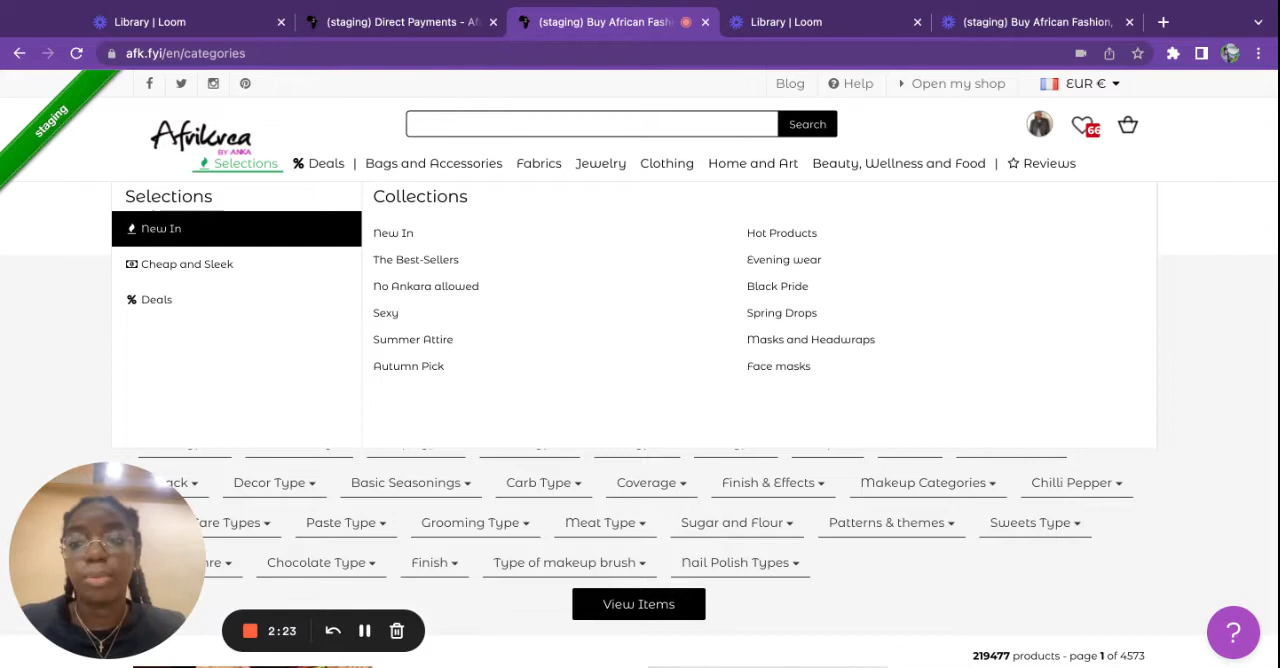 Library | Loom
(staging) Direct Payments - Af
(staging) Buy African Fash
Library | Loom
(staging) Buy African Fashion,
afk.fyi/en/categories
staging
Blog
Help
Open my shop
EUR €
Afrikrea
BY ANKA
Search
66
Selections
Deals |
Bags and Accessories
Fabrics
Jewelry
Clothing
Home and Art
Beauty, Wellness and Food |
Reviews
Selections
New In
Cheap and Sleek
Deals
Collections
New In
The Best-Sellers
No Ankara allowed
Sexy
Summer Attire
Autumn Pick
Hot Products
Evening wear
Black Pride
Spring Drops
Masks and Headwraps
Face masks
Decor Type
Basic Seasonings
Carb Type
Coverage
Finish & Effects
Makeup Categories
Chilli Pepper
Types
Paste Type
Grooming Type
Meat Type
Sugar and Flour
Patterns & themes
Sweets Type
Chocolate Type
Finish
Type of makeup brush
Nail Polish Types
View Items
2:23
?
219477 products - page 1 of 4573